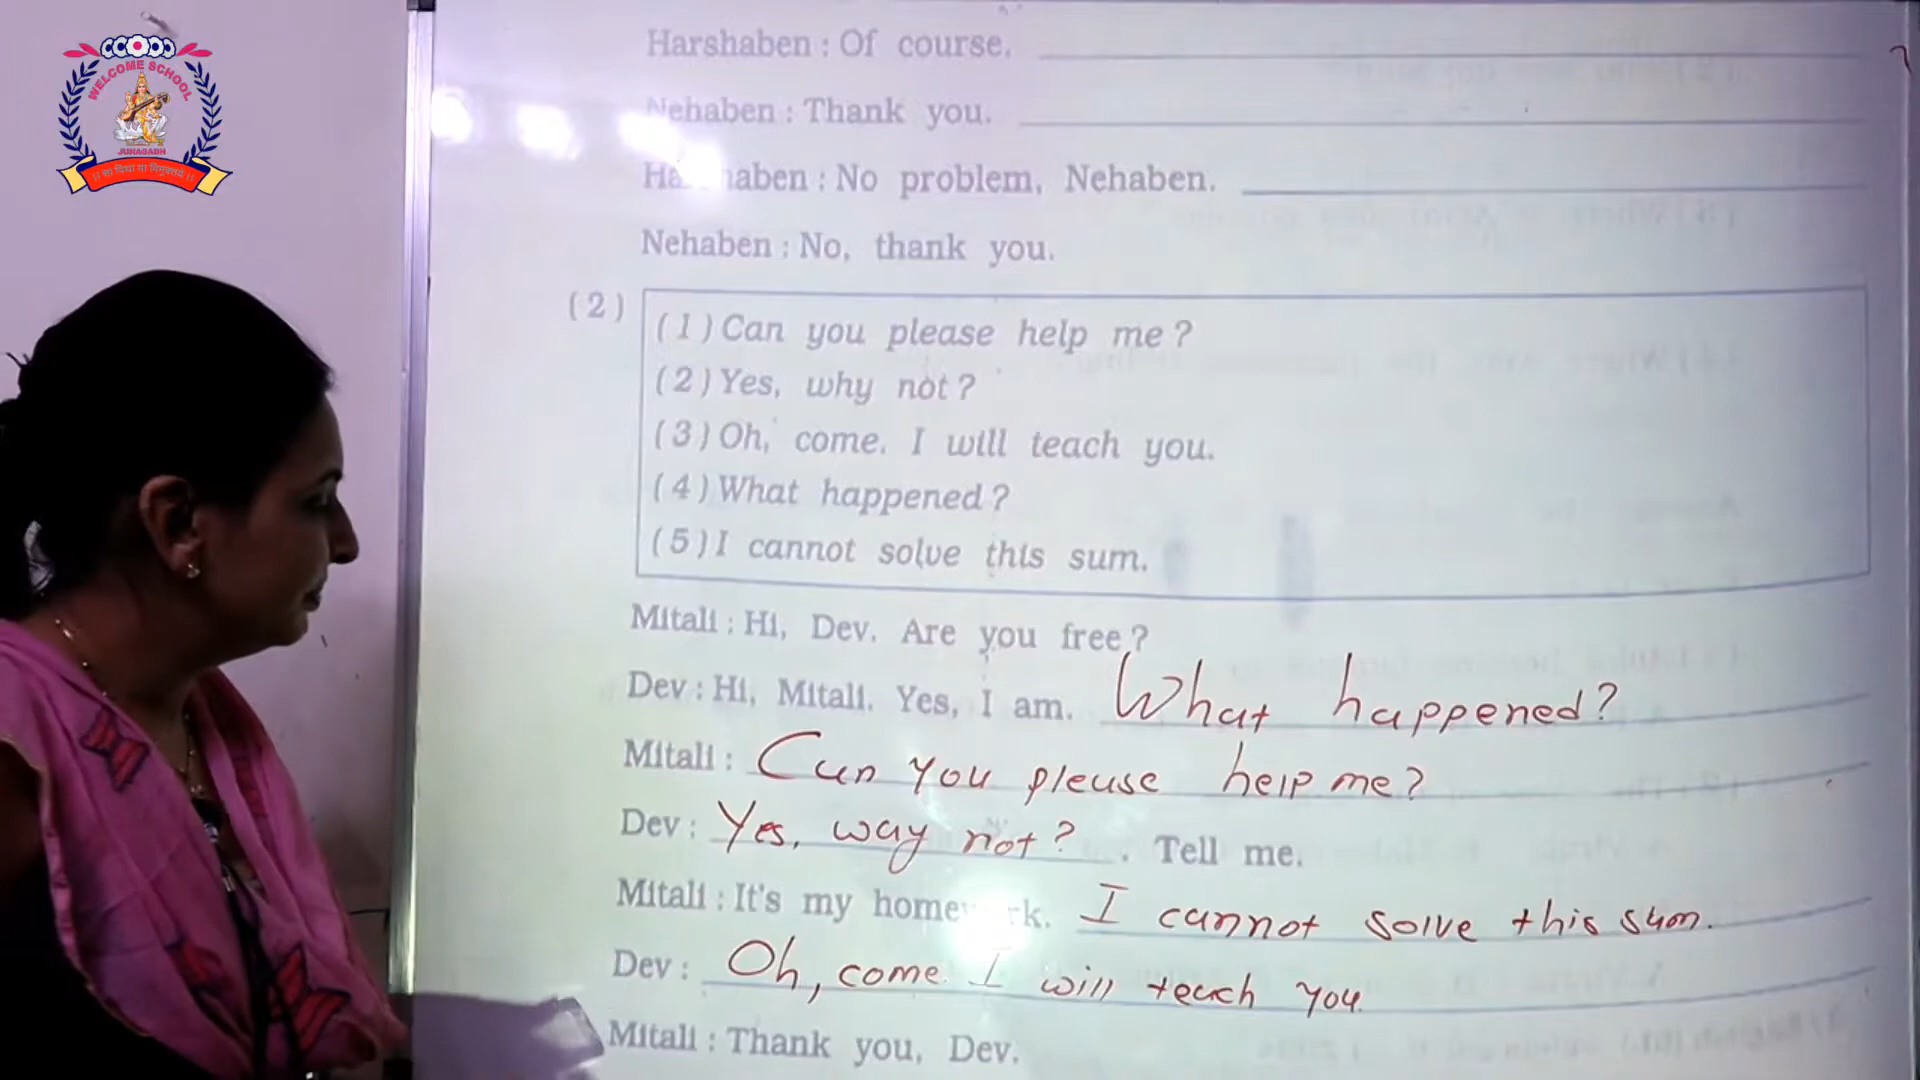 WELCOME SCHOOL
JUNAGADH
|| सा विद्या या विमुक्तये ||
Harshaben : Of course.
Nehaben : Thank you.
Harshaben : No problem, Nehaben.
Nehaben : No, thank you.
(2)
(1) Can you please help me?
(2) Yes, why not?
(3) Oh, come. I will teach you.
(4) What happened?
(5) I cannot solve this sum.
Mitali : Hi, Dev. Are you free?
Dev : Hi, Mitali. Yes, I am. What happened?
Mitali : Can you please help me?
Dev : Yes, way not? . Tell me.
Mitali : It's my homework. I cannot solve this sum.
Dev : Oh, come. I will teach you.
Mitali : Thank you, Dev.